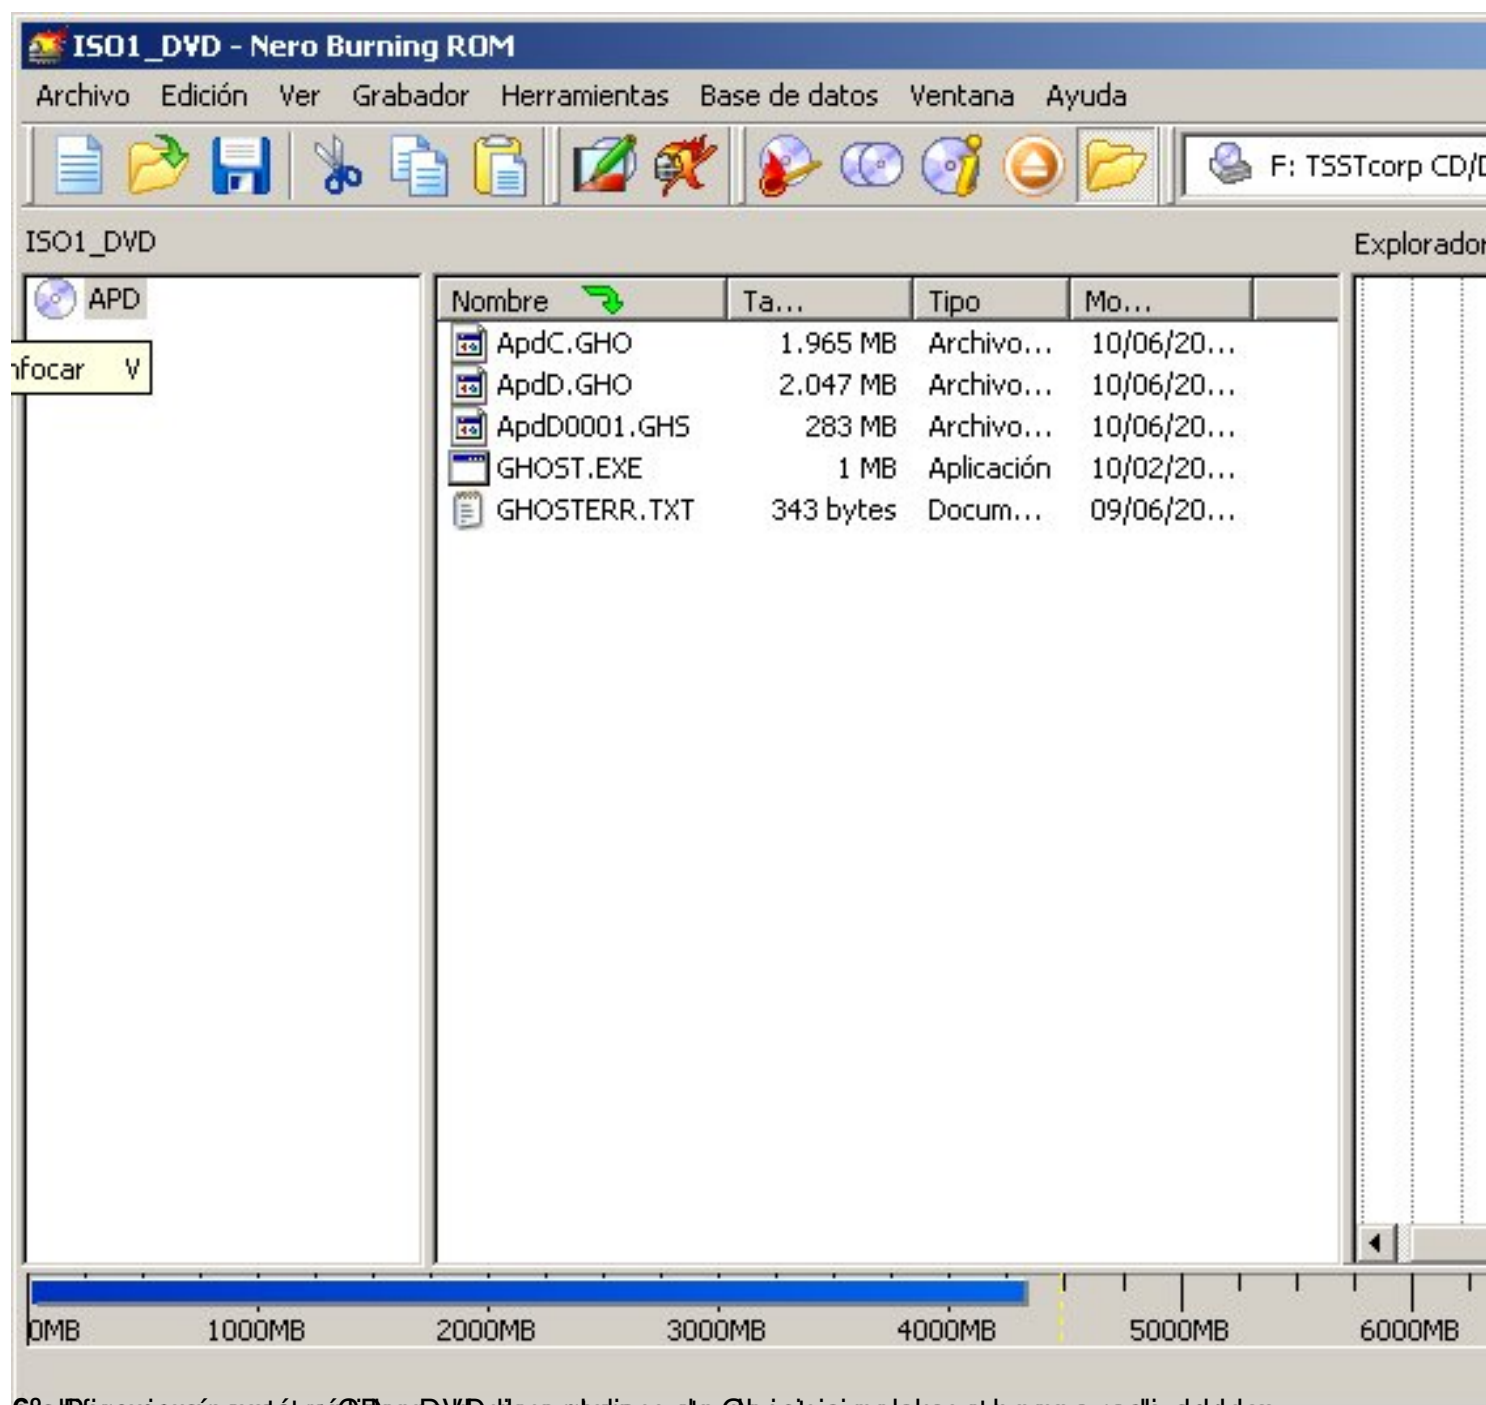 ISO1_DVD - Nero Burning ROM
Archivo Edición Ver Grabador Herramientas Base de datos Ventana Ayuda
F: TSSTcorp CD/D
ISO1_DVD
Explorador
APD
nfocar V
Nombre Ta... Tipo Mo...
ApdC.GHO 1.965 MB Archivo... 10/06/20...
ApdD.GHO 2.047 MB Archivo... 10/06/20...
ApdD0001.GHS 283 MB Archivo... 10/06/20...
GHOST.EXE 1 MB Aplicación 10/02/20...
GHOSTERR.TXT 343 bytes Docum... 09/06/20...
0MB 1000MB 2000MB 3000MB 4000MB 5000MB 6000MB